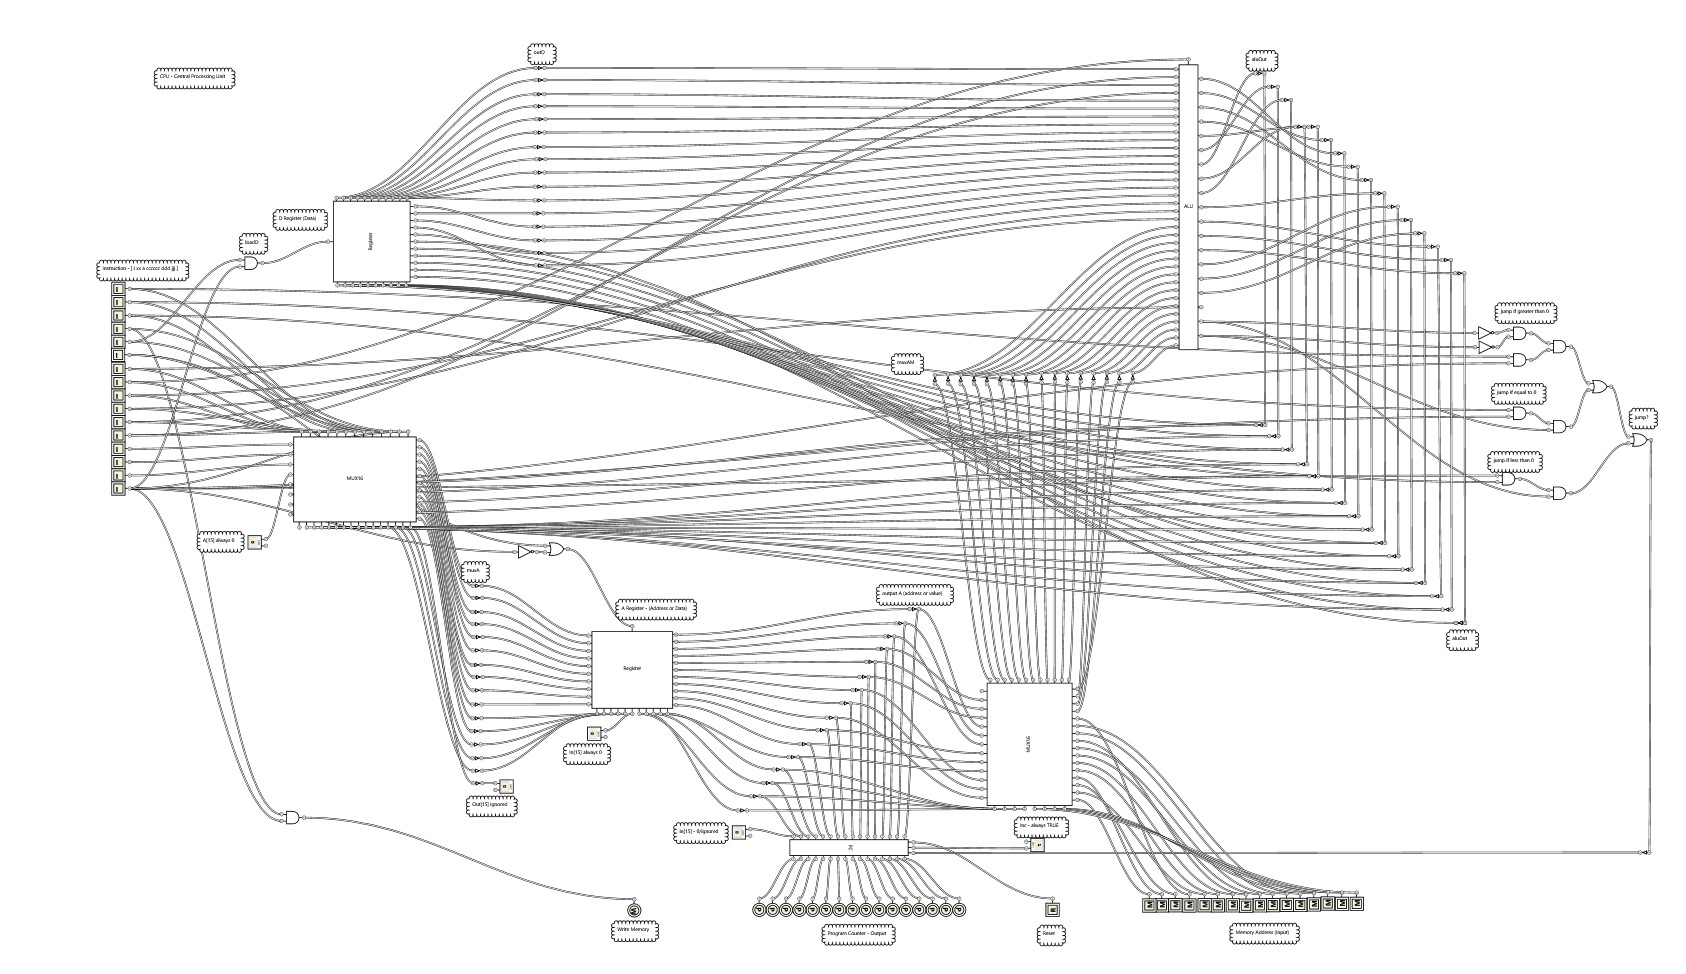 outD
aluOut
CPU - Central Processing Unit
ALU
D Register (Data)
Register
loadD
Instruction - [ i xx a cccccc ddd jjj ]
jump if greater than 0
muxAM
jump if equal to 0
jump?
jump if less than 0
MUX16
A[15] always 0
muxA
output A (address or value)
A Register - (Address or Data)
aluOut
Register
MUX16
in[15] always 0
Out[15] ignored
in[15] - 0/ignored
inc - always TRUE
PC
Write Memory
Program Counter - Output
Reset
Memory Address (Input)